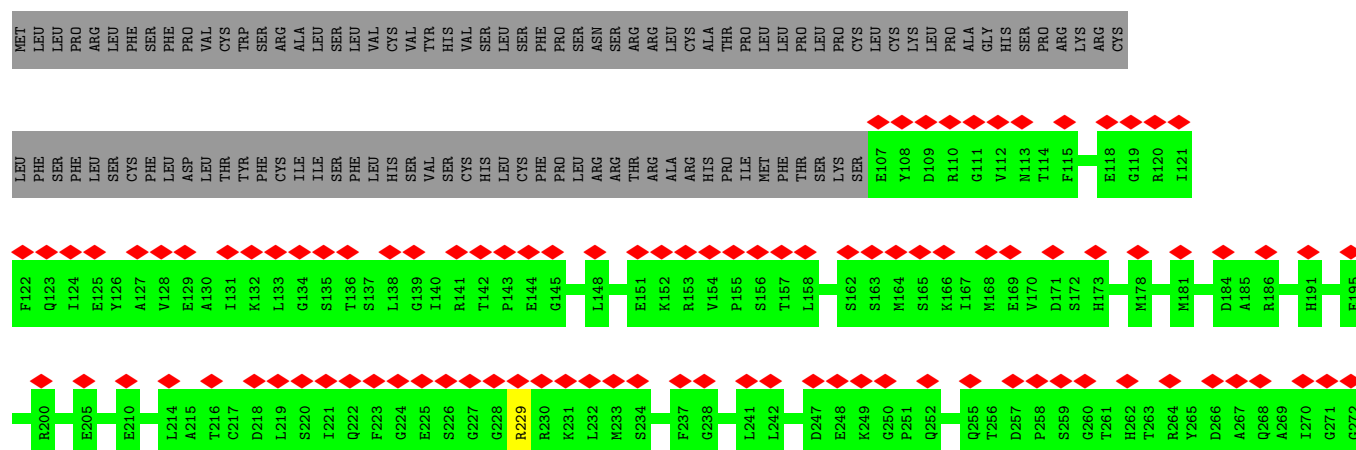 MET LEU LEU PRO ARG LEU PHE SER PHE PRO VAL CYS TRP SER ARG ALA LEU SER LEU VAL CYS VAL TYR HIS VAL SER LEU SER PHE PRO SER ASN SER ARG ARG LEU CYS ALA THR PRO LEU LEU PRO LEU PRO CYS LEU CYS LYS LEU PRO ALA GLY HIS SER PRO ARG LYS ARG CYS
LEU PHE SER PHE LEU SER CYS PHE LEU ASP LEU THR TYR PHE CYS ILE ILE SER PHE LEU HIS SER VAL SER CYS HIS LEU CYS PHE PRO LEU ARG ARG THR ARG ALA ARG HIS PRO ILE MET PHE THR SER LYS SER E107 Y108 D109 R110 G111 V112 N113 T114 F115 E118 G119 R120 I121
F122 Q123 I124 E125 Y126 A127 V128 E129 A130 I131 K132 L133 G134 S135 T136 S137 L138 G139 I140 R141 T142 P143 E144 G145 L148 E151 K152 R153 V154 P155 S156 T157 L158 S162 S163 M164 S165 K166 I167 M168 E169 V170 D171 S172 H173 M178 M181 D184 A185 R186 H191
R200 E205 E210 L214 A215 T216 C217 D218 L219 S220 I221 Q222 F223 G224 E225 S226 G227 G228 R229 R230 K231 L232 M233 S234 F237 G238 L241 L242 D247 E248 K249 G250 P251 Q252 Q255 T256 D257 P258 S259 G260 T261 H262 T263 R264 Y265 D266 A267 Q268 A269 I270 G271 G272